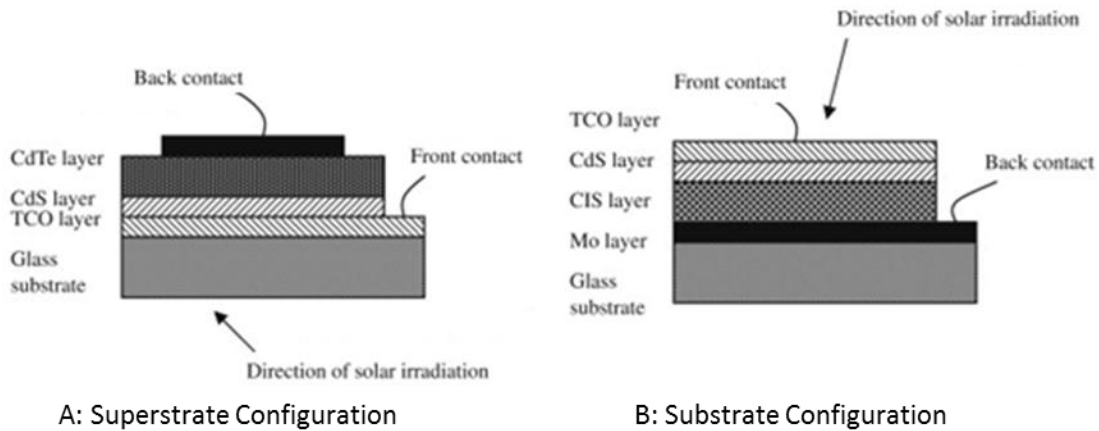 Back contact
CdTe layer
Front contact
CdS layer
TCO layer
Glass
substrate
Direction of solar irradiation
A: Superstrate Configuration
Direction of solar irradiation
Front contact
TCO layer
CdS layer
Back contact
CIS layer
Mo layer
Glass
substrate
B: Substrate Configuration